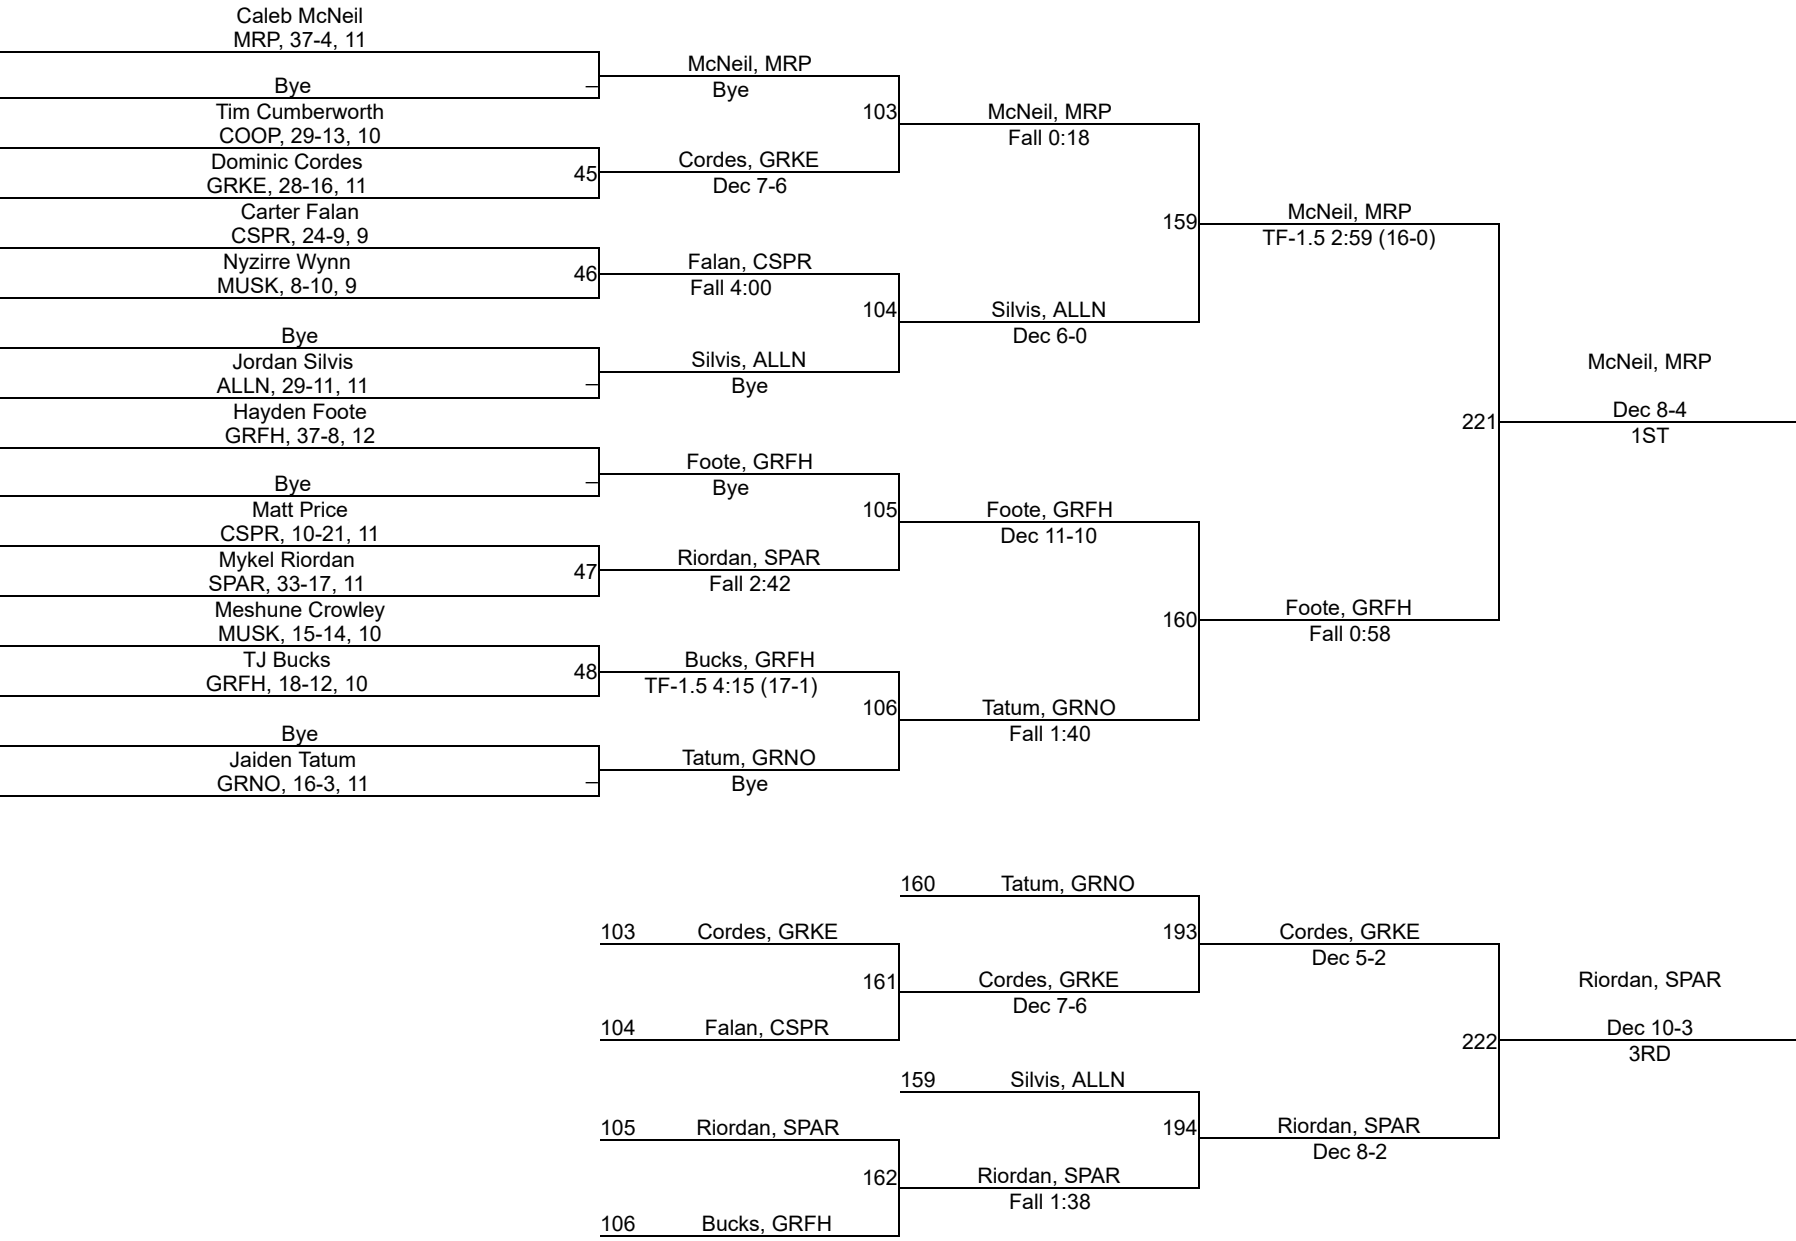 Caleb McNeil
MRP, 37-4, 11
Bye
–
Tim Cumberworth
COOP, 29-13, 10
Dominic Cordes
GRKE, 28-16, 11
45
Carter Falan
CSPR, 24-9, 9
Nyzirre Wynn
MUSK, 8-10, 9
46
Bye
Jordan Silvis
ALLN, 29-11, 11
–
Hayden Foote
GRFH, 37-8, 12
Bye
–
Matt Price
CSPR, 10-21, 11
Mykel Riordan
SPAR, 33-17, 11
47
Meshune Crowley
MUSK, 15-14, 10
TJ Bucks
GRFH, 18-12, 10
48
Bye
Jaiden Tatum
GRNO, 16-3, 11
–
McNeil, MRP
Bye
103
Cordes, GRKE
Dec 7-6
Falan, CSPR
Fall 4:00
104
Silvis, ALLN
Bye
Foote, GRFH
Bye
105
Riordan, SPAR
Fall 2:42
Bucks, GRFH
TF-1.5 4:15 (17-1)
106
Tatum, GRNO
Bye
McNeil, MRP
Fall 0:18
159
Silvis, ALLN
Dec 6-0
Foote, GRFH
Dec 11-10
160
Tatum, GRNO
Fall 1:40
McNeil, MRP
TF-1.5 2:59 (16-0)
221
Foote, GRFH
Fall 0:58
McNeil, MRP
Dec 8-4
1ST
160 Tatum, GRNO
103 Cordes, GRKE
193
161
Cordes, GRKE
Dec 7-6
104 Falan, CSPR
159 Silvis, ALLN
105 Riordan, SPAR
194
162
Riordan, SPAR
Fall 1:38
106 Bucks, GRFH
Cordes, GRKE
Dec 5-2
222
Riordan, SPAR
Dec 8-2
Riordan, SPAR
Dec 10-3
3RD